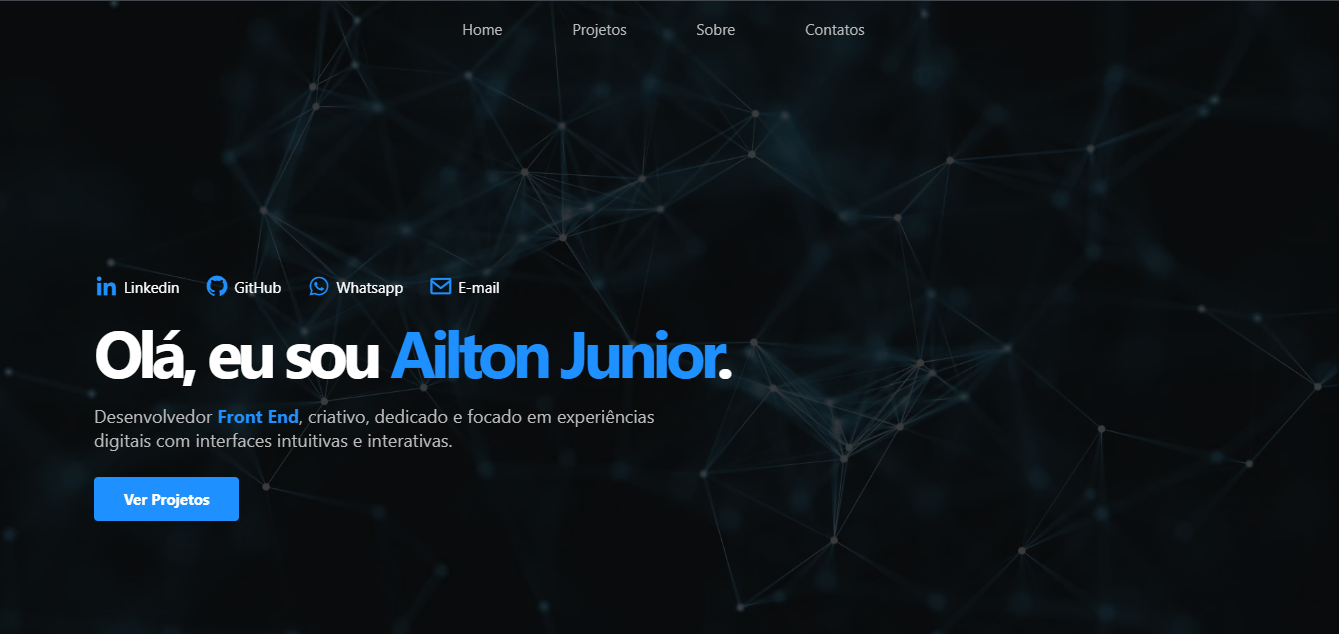 Home Projetos Sobre Contatos
Linkedin GitHub Whatsapp E-mail
Olá, eu sou Ailton Junior.
Desenvolvedor Front End, criativo, dedicado e focado em experiências
digitais com interfaces intuitivas e interativas.
Ver Projetos